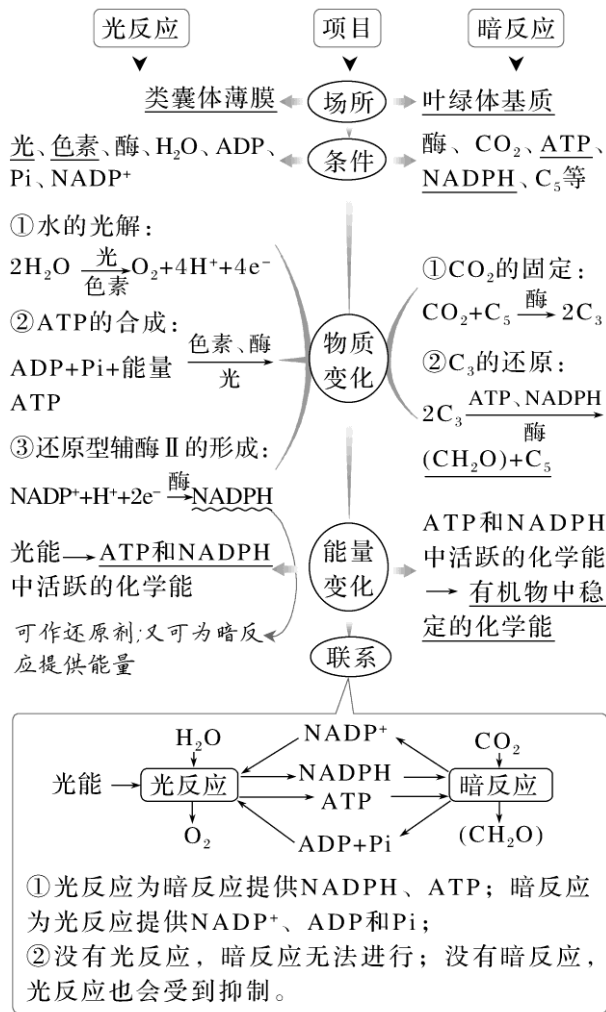 光反应 项目 暗反应
类囊体薄膜 场所 叶绿体基质
光、色素、酶、H₂O、ADP、
Pi、NADP⁺
条件
酶、CO₂、ATP、
NADPH、C₅等
①水的光解：
2H₂O 光 色素 → O₂+4H⁺+4e⁻
②ATP的合成：
ADP+Pi+能量 色素、酶 光 →
ATP
③还原型辅酶Ⅱ的形成：
NADP⁺+H⁺+2e⁻ 酶 → NADPH
物质
变化
①CO₂的固定：
CO₂+C₅ 酶 → 2C₃
②C₃的还原：
2C₃ ATP、NADPH 酶 →
(CH₂O)+C₅
光能→ATP和NADPH
中活跃的化学能
可作还原剂；又可为暗反
应提供能量
能量
变化
ATP和NADPH
中活跃的化学能
→有机物中稳
定的化学能
联系
H₂O NADP⁺ CO₂
光能 → 光反应 NADPH 暗反应
ATP
O₂ ADP+Pi (CH₂O)
①光反应为暗反应提供NADPH、ATP；暗反应
为光反应提供NADP⁺、ADP和Pi；
②没有光反应，暗反应无法进行；没有暗反应，
光反应也会受到抑制。